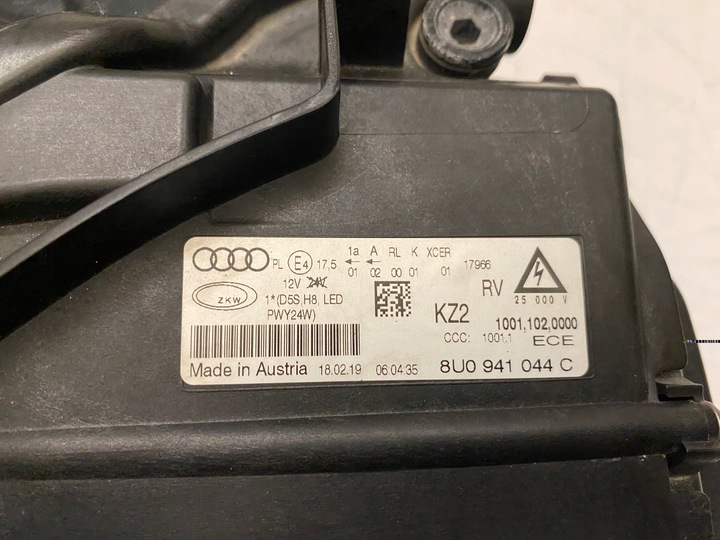 PL E4 17,5 1a A RL K XCER
01 02 00 01 01 17966
12V 24V
ZKW 1*(D5S,H8, LED
PWY24W)
RV 25 000 V
KZ2 1001,102,0000
CCC: 1001.1 ECE
Made in Austria 18.02.19 06:04:35 8U0 941 044 C